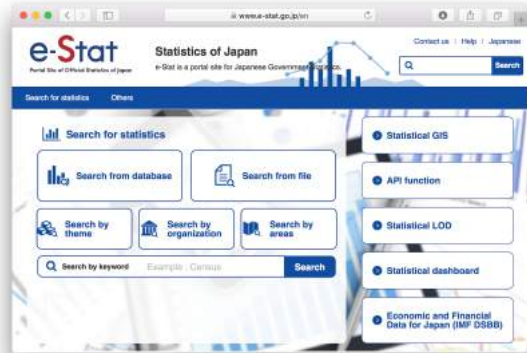 www.e-stat.go.jp/en
Contact us | Help | Japanese
e-Stat
Portal Site of Official Statistics of Japan
Statistics of Japan
e-Stat is a portal site for Japanese Government Statistics.
Search
Search for statistics Others
Search for statistics
Search from database
Search from file
Search by theme
Search by organization
Search by areas
Search by keyword Example : Census Search
Statistical GIS
API function
Statistical LOD
Statistical dashboard
Economic and Financial
Data for Japan (IMF DSBB)